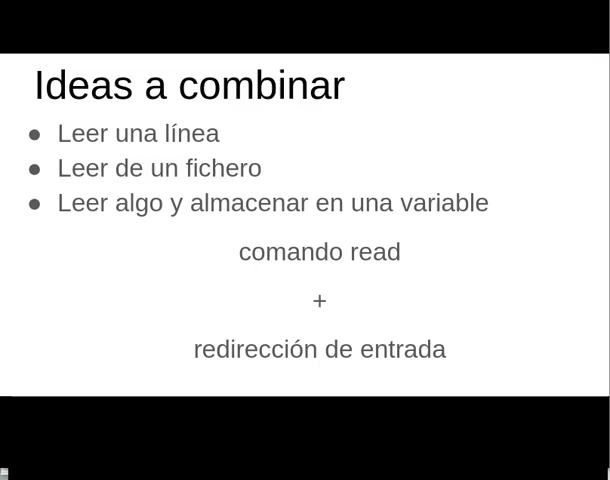 Ideas a combinar
● Leer una línea
● Leer de un fichero
● Leer algo y almacenar en una variable
comando read
+
redirección de entrada